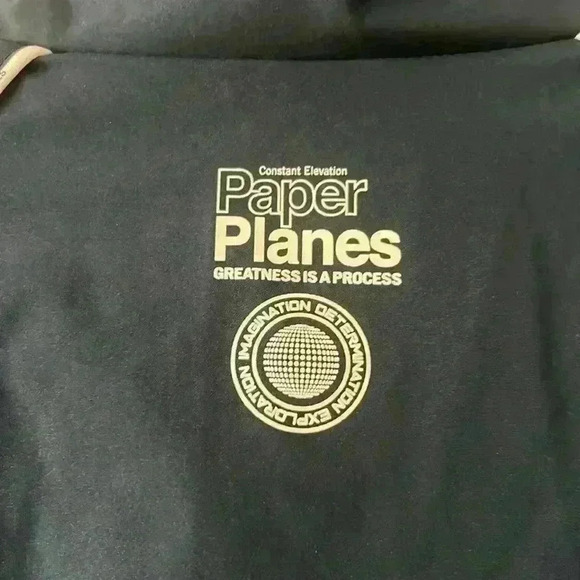 Constant Elevation
Paper
Planes
GREATNESS IS A PROCESS
IMAGINATION DETERMINATION EXPLORATION